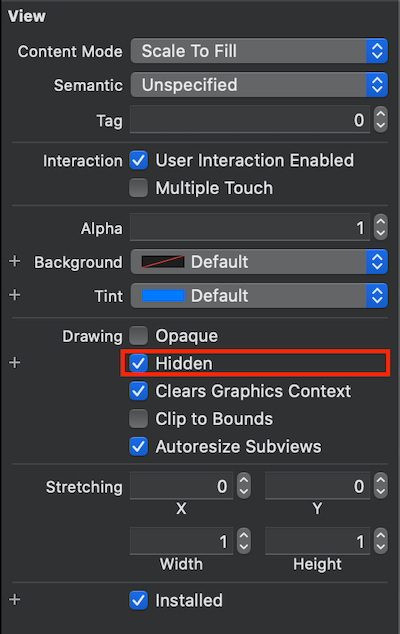 View
Content Mode Scale To Fill
Semantic Unspecified
Tag 0
Interaction User Interaction Enabled
Multiple Touch
Alpha 1
+ Background Default
+ Tint Default
Drawing Opaque
+ Hidden
Clears Graphics Context
Clip to Bounds
Autoresize Subviews
Stretching 0 0
X Y
1 1
Width Height
+ Installed